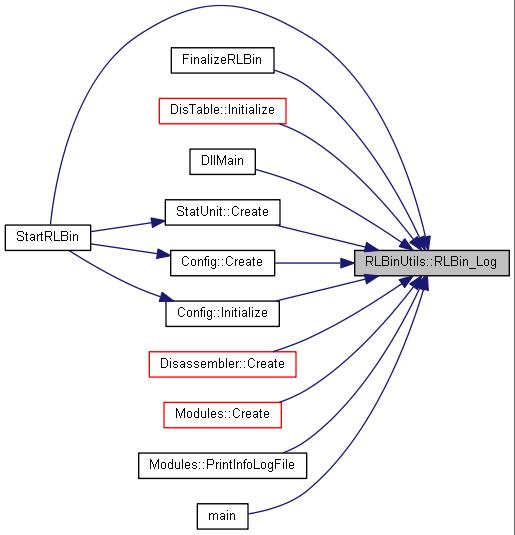 FinalizeRLBin
DisTable::Initialize
DllMain
StatUnit::Create
StartRLBin
Config::Create
RLBinUtils::RLBin_Log
Config::Initialize
Disassembler::Create
Modules::Create
Modules::PrintInfoLogFile
main